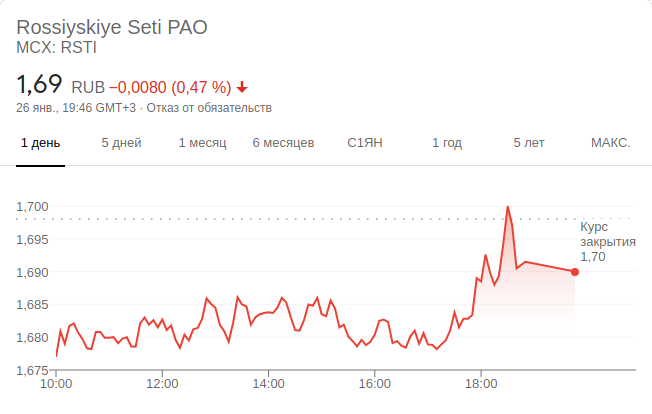 Rossiyskiye Seti PAO
MCX: RSTI
1,69 RUB −0,0080 (0,47 %)
26 янв., 19:46 GMT+3 · Отказ от обязательств
1 день 5 дней 1 месяц 6 месяцев С1ЯН 1 год 5 лет МАКС.
1,700
1,695
1,690
1,685
1,680
1,675
Курс
закрытия
1,70
10:00 12:00 14:00 16:00 18:00